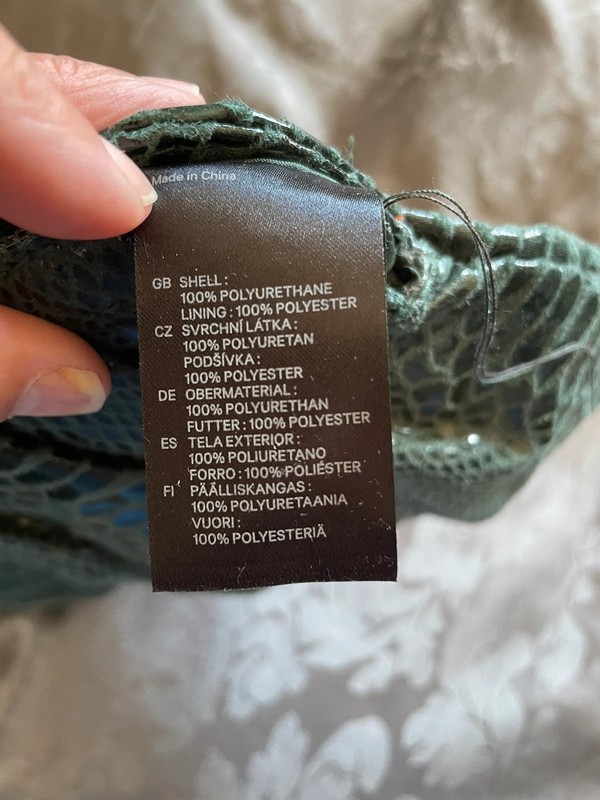 Made in China
GB SHELL:
100% POLYURETHANE
LINING: 100% POLYESTER
CZ SVRCHNÍ LÁTKA:
100% POLYURETAN
PODŠÍVKA:
100% POLYESTER
DE OBERMATERIAL:
100% POLYURETHAN
FUTTER: 100% POLYESTER
ES TELA EXTERIOR:
100% POLIURETANO
FORRO: 100% POLIÉSTER
FI PÄÄLLISKANGAS:
100% POLYURETAANIA
VUORI:
100% POLYESTERIÄ